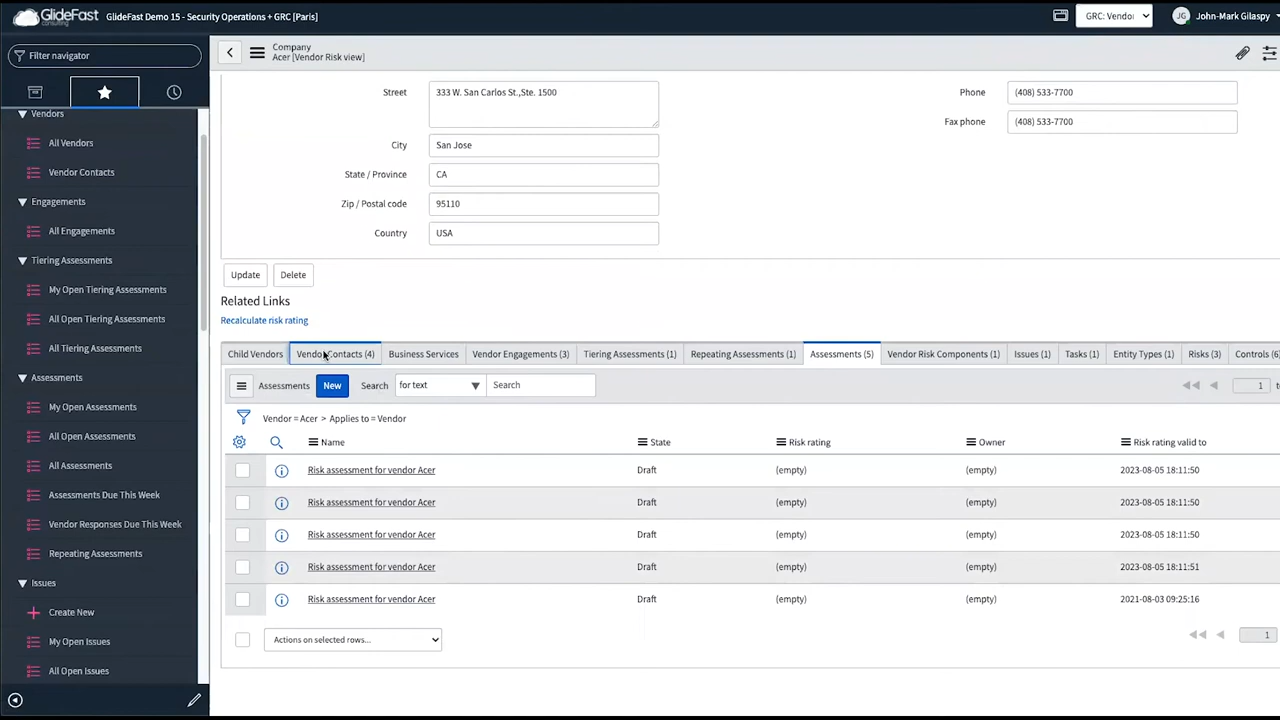 GlideFast
consulting
GlideFast Demo 15 - Security Operations + GRC [Paris]
GRC: Vendo
JG
John-Mark Gilaspy
Filter navigator
Vendors
All Vendors
Vendor Contacts
Engagements
All Engagements
Tiering Assessments
My Open Tiering Assessments
All Open Tiering Assessments
All Tiering Assessments
Assessments
My Open Assessments
All Open Assessments
All Assessments
Assessments Due This Week
Vendor Responses Due This Week
Repeating Assessments
Issues
Create New
My Open Issues
All Open Issues
Company
Acer [Vendor Risk view]
Street 333 W. San Carlos St.,Ste. 1500
Phone (408) 533-7700
Fax phone (408) 533-7700
City San Jose
State / Province CA
Zip / Postal code 95110
Country USA
Update Delete
Related Links
Recalculate risk rating
Child Vendors Vendor Contacts (4) Business Services Vendor Engagements (3) Tiering Assessments (1) Repeating Assessments (1) Assessments (5) Vendor Risk Components (1) Issues (1) Tasks (1) Entity Types (1) Risks (3) Controls (6
Assessments New Search for text Search 1 to
Vendor = Acer > Applies to = Vendor
Name State Risk rating Owner Risk rating valid to
Risk assessment for vendor Acer Draft (empty) (empty) 2023-08-05 18:11:50
Risk assessment for vendor Acer Draft (empty) (empty) 2023-08-05 18:11:50
Risk assessment for vendor Acer Draft (empty) (empty) 2023-08-05 18:11:50
Risk assessment for vendor Acer Draft (empty) (empty) 2023-08-05 18:11:51
Risk assessment for vendor Acer Draft (empty) (empty) 2021-08-03 09:25:16
Actions on selected rows... 1